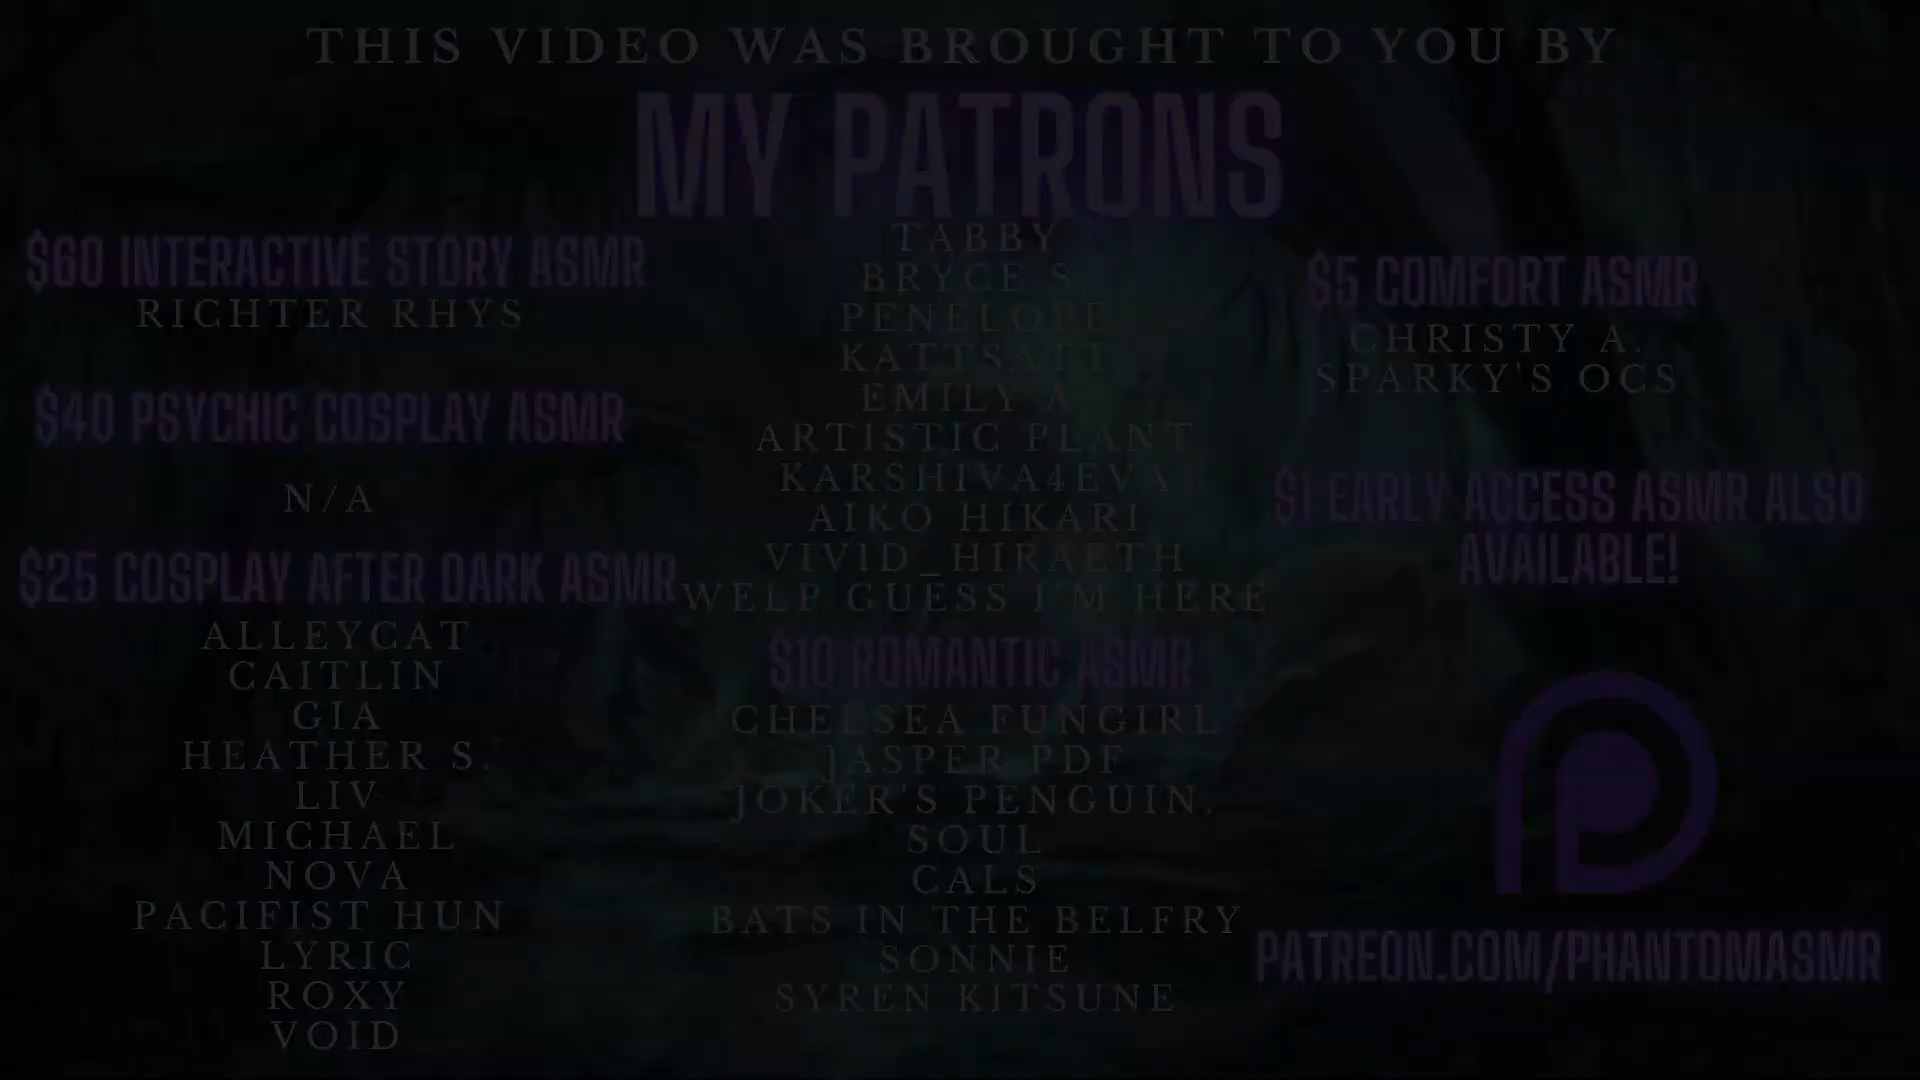 THIS VIDEO WAS BROUGHT TO YOU BY
MY PATRONS
$60 INTERACTIVE STORY ASMR
RICHTER RHYS
$40 PSYCHIC COSPLAY ASMR
N/A
$25 COSPLAY AFTER DARK ASMR
ALLEYCAT
CAITLIN
GIA
HEATHER S.
LIV
MICHAEL
NOVA
PACIFIST HUN
LYRIC
ROXY
VOID
TABBY
BRYCE S
PENELOPE
KATTSATT
EMILY A
ARTISTIC PLANT
KARSHIVA4EVA
AIKO HIKARI
VIVID_HIRAETH
WELP GUESS I'M HERE
$10 ROMANTIC ASMR
CHELSEA FUNGIRL
JASPER PDF
JOKER'S PENGUIN.
SOUL
CALS
BATS IN THE BELFRY
SONNIE
SYREN KITSUNE
$5 COMFORT ASMR
CHRISTY A.
SPARKY'S OCS
$1 EARLY ACCESS ASMR ALSO
AVAILABLE!
PATREON.COM/PHANTOMASMR